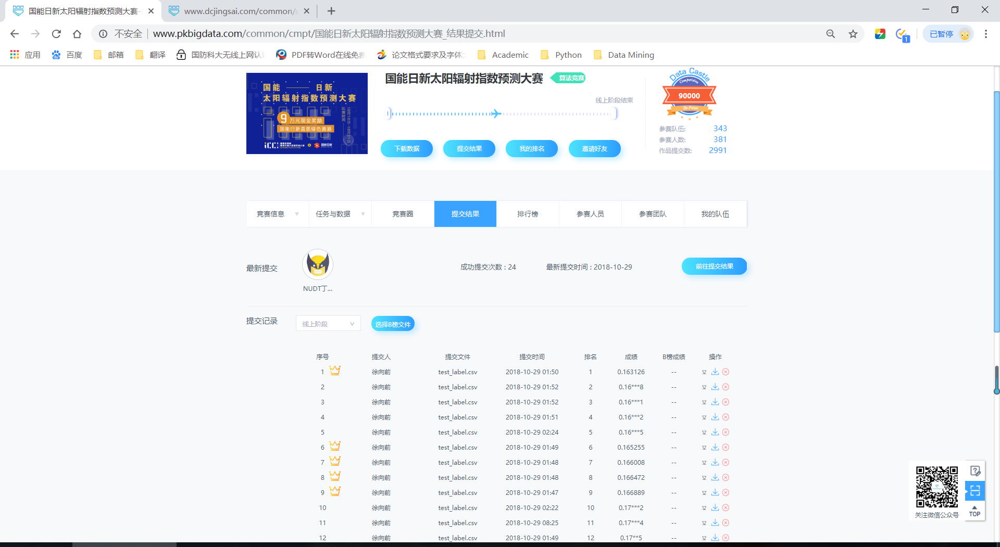 国能日新太阳辐射指数预测大赛-
www.dcjingsai.com/common/c
不安全 www.pkbigdata.com/common/cmpt/国能日新太阳辐射指数预测大赛_结果提交.html
已暂停
应用 百度 邮箱 翻译 国防科大无线上网认 PDF转Word在线免费 论文格式要求及字体 Academic Python Data Mining
国能 日新
太阳辐射指数预测大赛
9万元现金奖励
国能日新直面绿色通道
比赛时间
10月10日-10月31日
国能日新太阳辐射指数预测大赛 算法竞赛
线上阶段结束
下载数据 提交结果 我的排名 邀请好友
Data Castle
Competition
90000
The Prizes
参赛队伍: 343
参赛人数: 381
作品提交数: 2991
竞赛信息 任务与数据 竞赛圈 提交结果 排行榜 参赛人员 参赛团队 我的队伍
最新提交
NUDT丁...
成功提交次数 : 24
最新提交时间 : 2018-10-29
前往提交结果
提交记录 线上阶段 选择B榜文件
序号 提交人 提交文件 提交时间 排名 成绩 B榜成绩 操作
1 徐向前 test_label.csv 2018-10-29 01:50 1 0.163126 --
2 徐向前 test_label.csv 2018-10-29 01:52 2 0.16***8 --
3 徐向前 test_label.csv 2018-10-29 01:52 3 0.16***1 --
4 徐向前 test_label.csv 2018-10-29 01:51 4 0.16***2 --
5 徐向前 test_label.csv 2018-10-29 02:24 5 0.16***5 --
6 徐向前 test_label.csv 2018-10-29 01:49 6 0.165255 --
7 徐向前 test_label.csv 2018-10-29 01:48 7 0.166008 --
8 徐向前 test_label.csv 2018-10-29 01:48 8 0.166472 --
9 徐向前 test_label.csv 2018-10-29 01:47 9 0.166889 --
10 徐向前 test_label.csv 2018-10-29 02:22 10 0.17***2 --
11 徐向前 test_label.csv 2018-10-29 08:25 11 0.17***4 --
12 徐向前 test_label.csv 2018-10-29 01:49 12 0.17**5 --
关注微信公众号
TOP